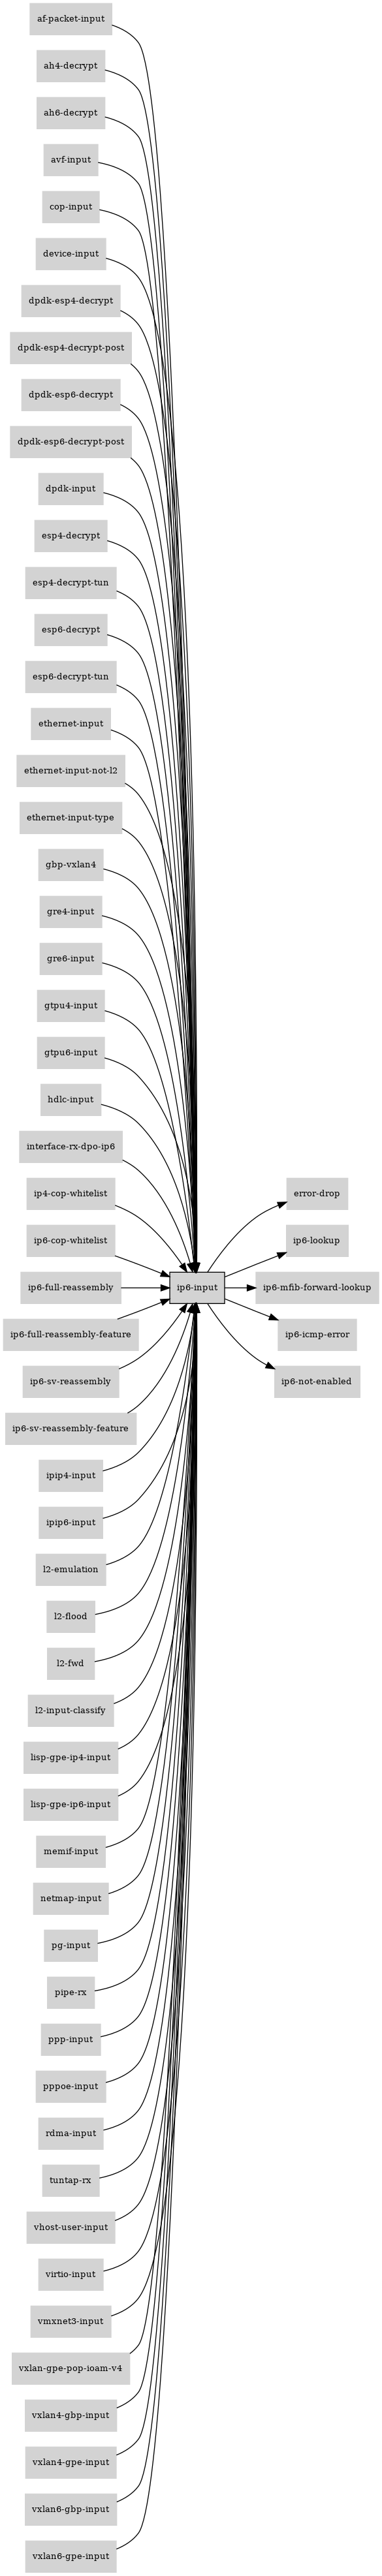 af-packet-input
ah4-decrypt
ah6-decrypt
avf-input
cop-input
device-input
dpdk-esp4-decrypt
dpdk-esp4-decrypt-post
dpdk-esp6-decrypt
dpdk-esp6-decrypt-post
dpdk-input
esp4-decrypt
esp4-decrypt-tun
esp6-decrypt
esp6-decrypt-tun
ethernet-input
ethernet-input-not-l2
ethernet-input-type
gbp-vxlan4
gre4-input
gre6-input
gtpu4-input
gtpu6-input
hdlc-input
interface-rx-dpo-ip6
ip4-cop-whitelist
ip6-cop-whitelist
ip6-full-reassembly
ip6-full-reassembly-feature
ip6-sv-reassembly
ip6-sv-reassembly-feature
ipip4-input
ipip6-input
l2-emulation
l2-flood
l2-fwd
l2-input-classify
lisp-gpe-ip4-input
lisp-gpe-ip6-input
memif-input
netmap-input
pg-input
pipe-rx
ppp-input
pppoe-input
rdma-input
tuntap-rx
vhost-user-input
virtio-input
vmxnet3-input
vxlan-gpe-pop-ioam-v4
vxlan4-gbp-input
vxlan4-gpe-input
vxlan6-gbp-input
vxlan6-gpe-input
ip6-input
error-drop
ip6-lookup
ip6-mfib-forward-lookup
ip6-icmp-error
ip6-not-enabled